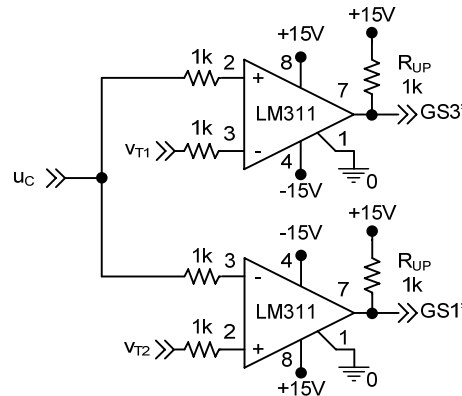 +15V
+15V
1k
2
8
+
7
RUP
1k
LM311
GS3'
1k
vT1
3
-
1
4
-15V
0
uC
+15V
-15V
1k
3
4
-
7
RUP
1k
LM311
GS1'
1k
vT2
2
+
1
8
0
+15V